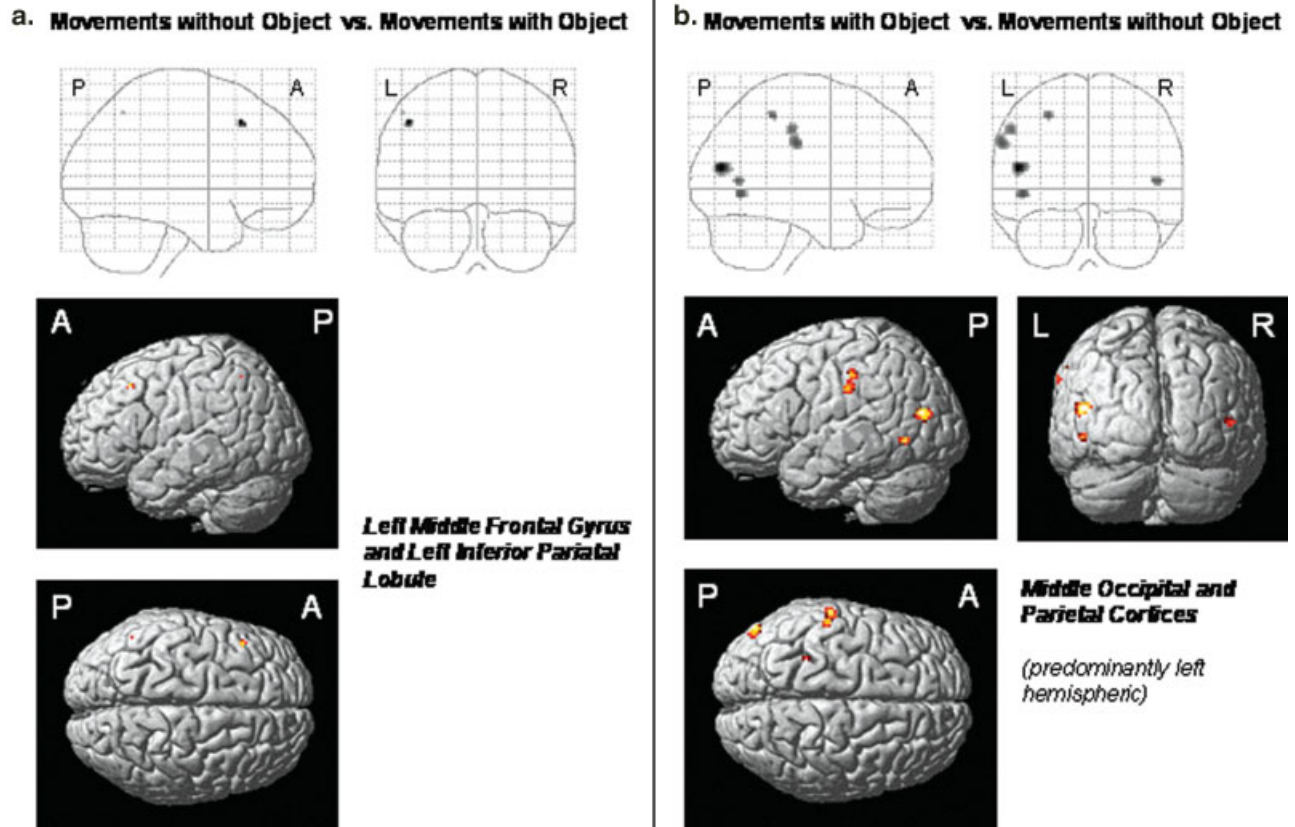 a. Movements without Object vs. Movements with Object
P A
L R
A P
Left Middle Frontal Gyrus
and Left Inferior Pariatal
Lobule
P A
b. Movements with Object vs. Movements without Object
P A
L R
A P
L R
P A
Middle Occipital and
Parietal Cortices
(predominantly left
hemispheric)